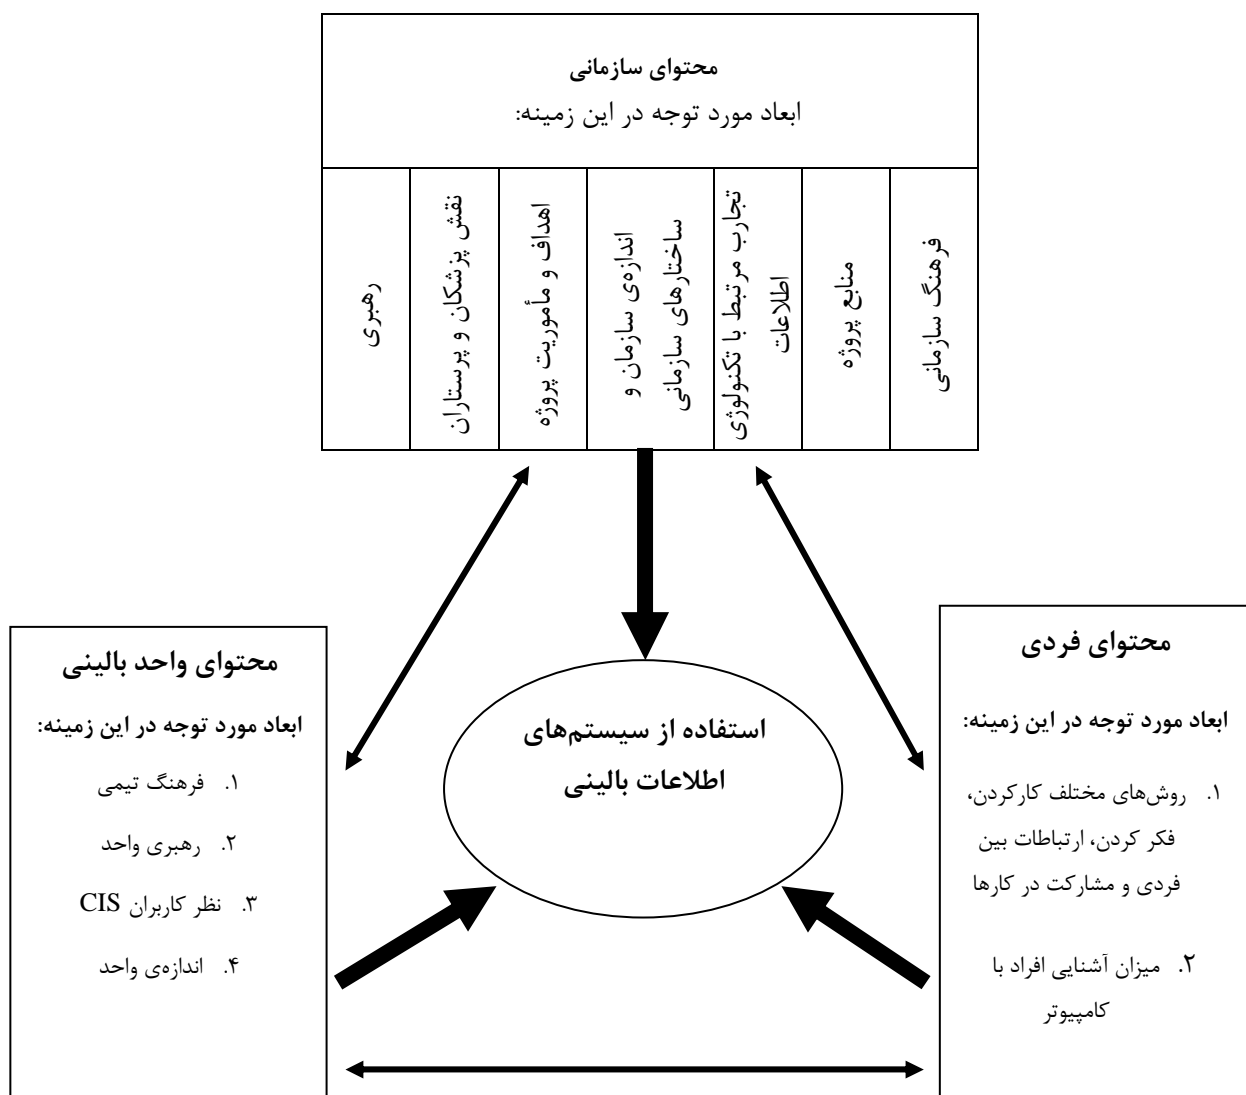 محتوای سازمانی
ابعاد مورد توجه در این زمینه:
فرهنگ سازمانی
منابع پروژه
تجارب مرتبط با تکنولوژی
اطلاعات
اندازه‌ی سازمان و
ساختارهای سازمانی
اهداف و مأموریت پروژه
نقش پزشکان و پرستاران
رهبری
محتوای فردی
ابعاد مورد توجه در این زمینه:
۱. روش‌های مختلف کارکردن،
فکر کردن، ارتباطات بین
فردی و مشارکت در کارها
۲. میزان آشنایی افراد با
کامپیوتر
استفاده از سیستم‌های
اطلاعات بالینی
محتوای واحد بالینی
ابعاد مورد توجه در این زمینه:
۱. فرهنگ تیمی
۲. رهبری واحد
۳. نظر کاربران CIS
۴. اندازه‌ی واحد